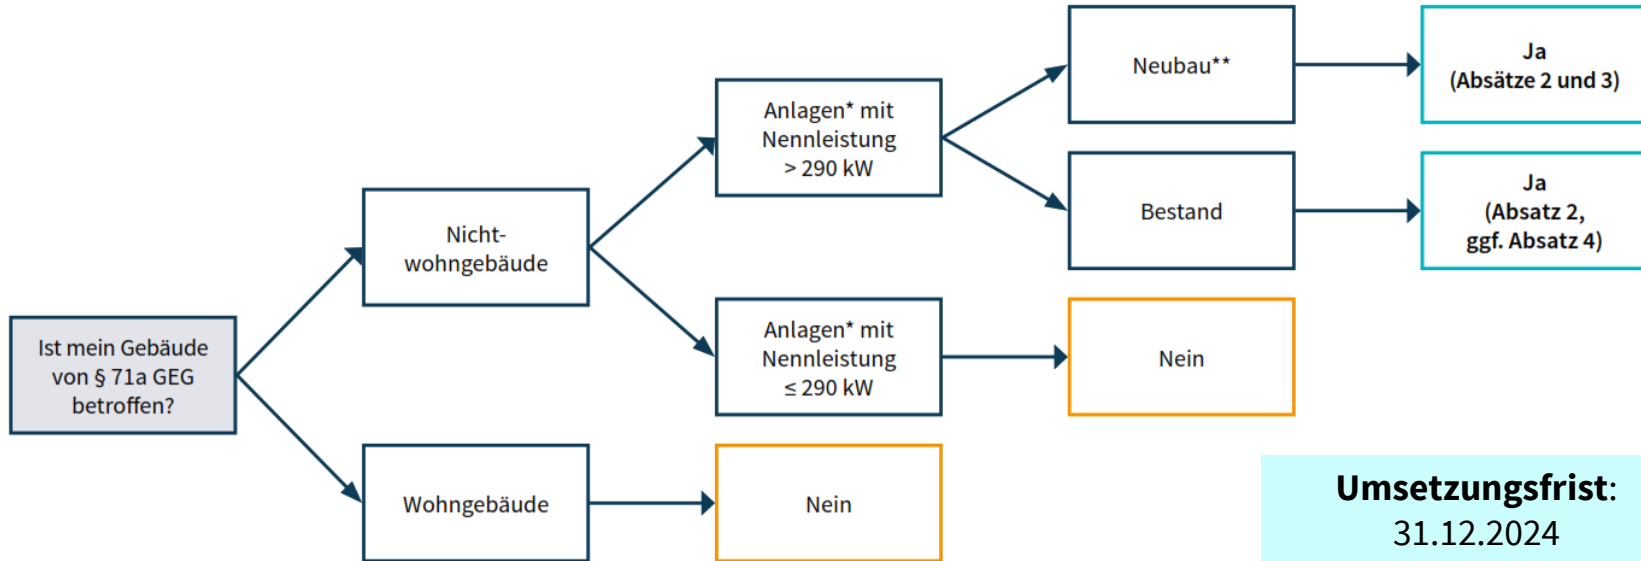 Ist mein Gebäude
von § 71a GEG
betroffen?
Nicht-
wohngebäude
Wohngebäude
Anlagen* mit
Nennleistung
> 290 kW
Anlagen* mit
Nennleistung
≤ 290 kW
Nein
Neubau**
Bestand
Nein
Ja
(Absätze 2 und 3)
Ja
(Absatz 2,
ggf. Absatz 4)
Umsetzungsfrist:
31.12.2024